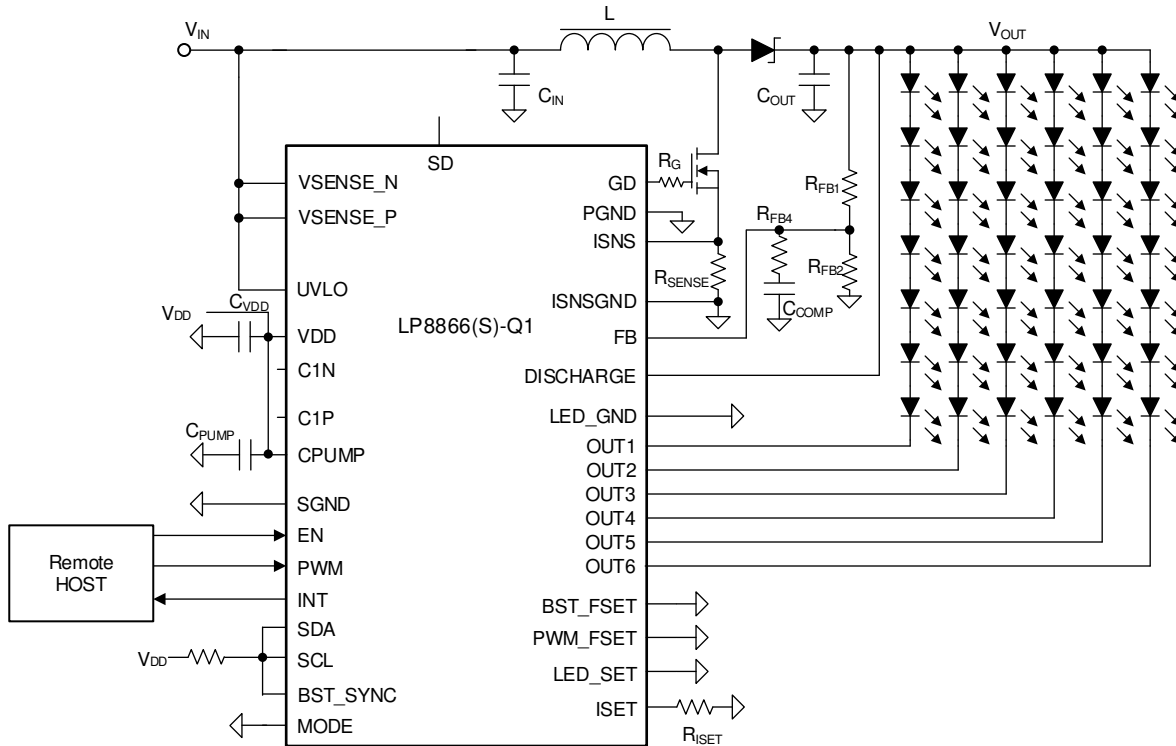 L
VIN
VOUT
CIN
COUT
SD
RG
RFB1
VSENSE_N
GD
VSENSE_P
PGND
RFB4
ISNS
RSENSE
RFB2
UVLO
ISNSGND
CCOMP
CVDD
VDD
LP8866(S)-Q1
VDD
FB
C1N
DISCHARGE
C1P
LED_GND
CPUMP
CPUMP
OUT1
OUT2
SGND
OUT3
EN
OUT4
Remote
HOST
PWM
OUT5
OUT6
INT
BST_FSET
SDA
PWM_FSET
VDD
SCL
LED_SET
BST_SYNC
ISET
MODE
RISET